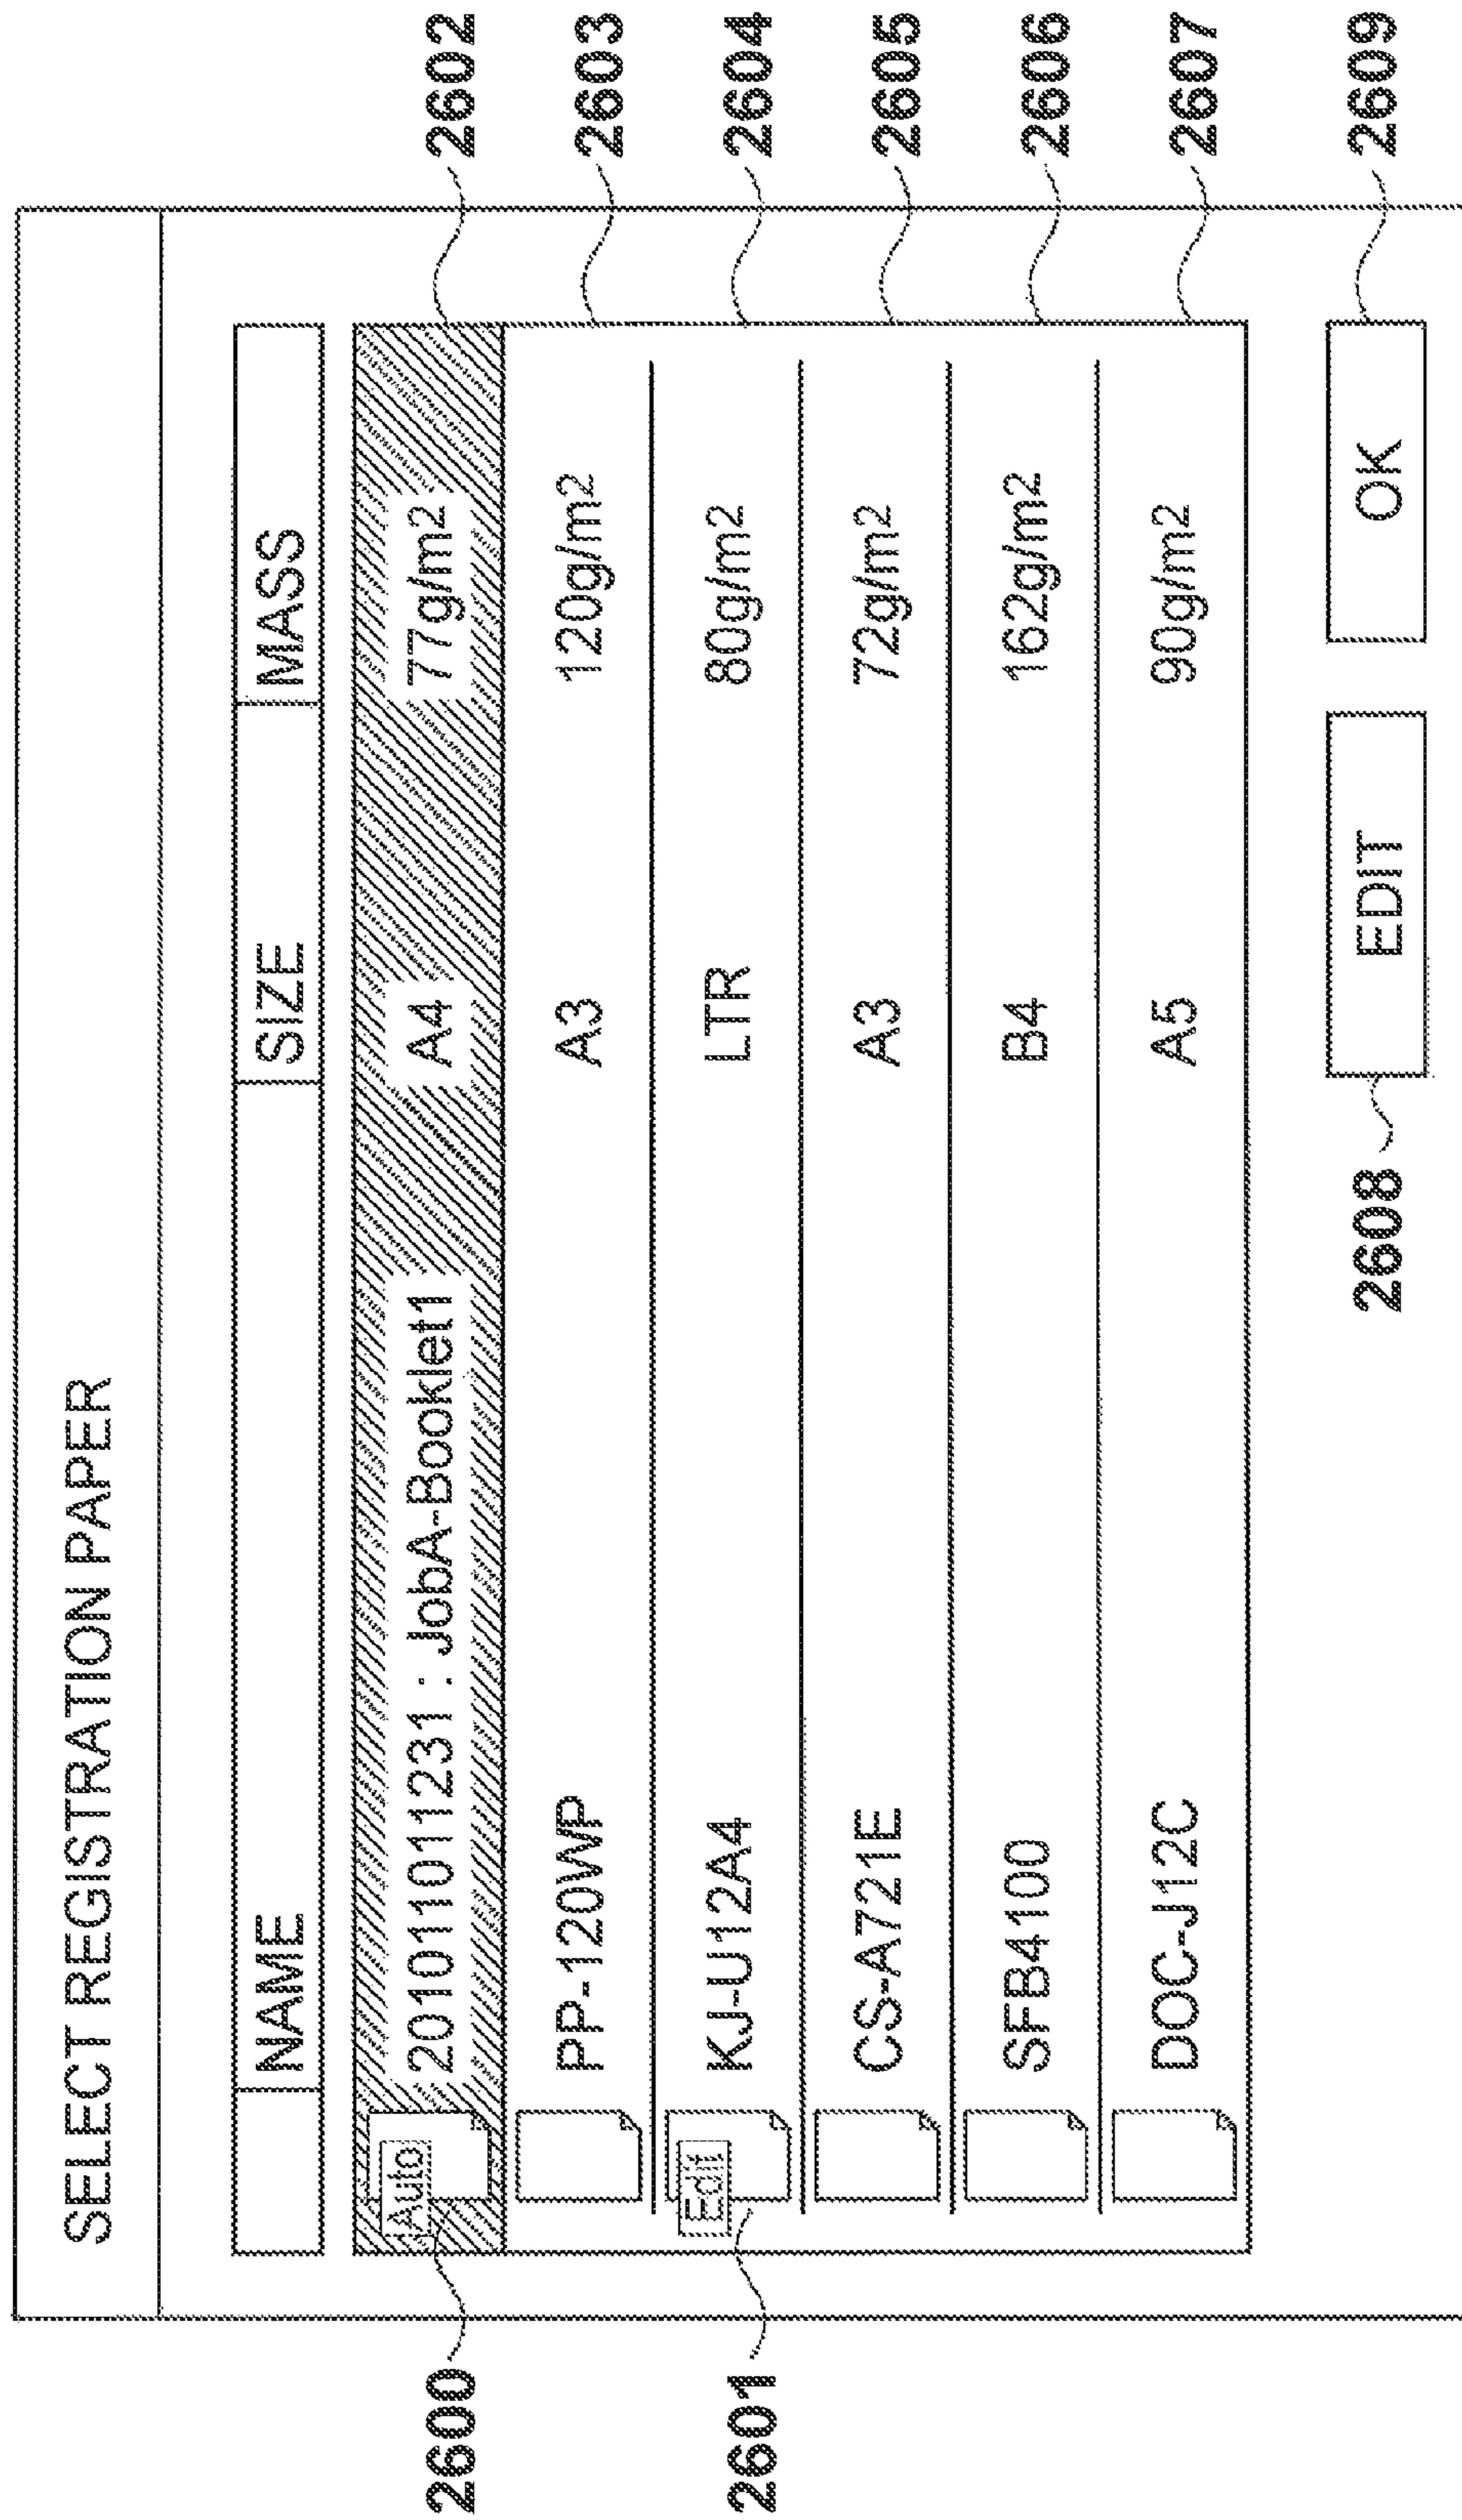 SELECT REGISTRATION PAPER
NAME SIZE MASS
2600 Auto 201011011231 : JobA-Booklet1 A4 77g/m2 2602
PP-120WP A3 120g/m2 2603
2601 Edit KJ-U12A4 LTR 80g/m2 2604
CS-A721E A3 72g/m2 2605
SFB4100 B4 162g/m2 2606
DOC-J12C A5 90g/m2 2607
2608 EDIT OK 2609